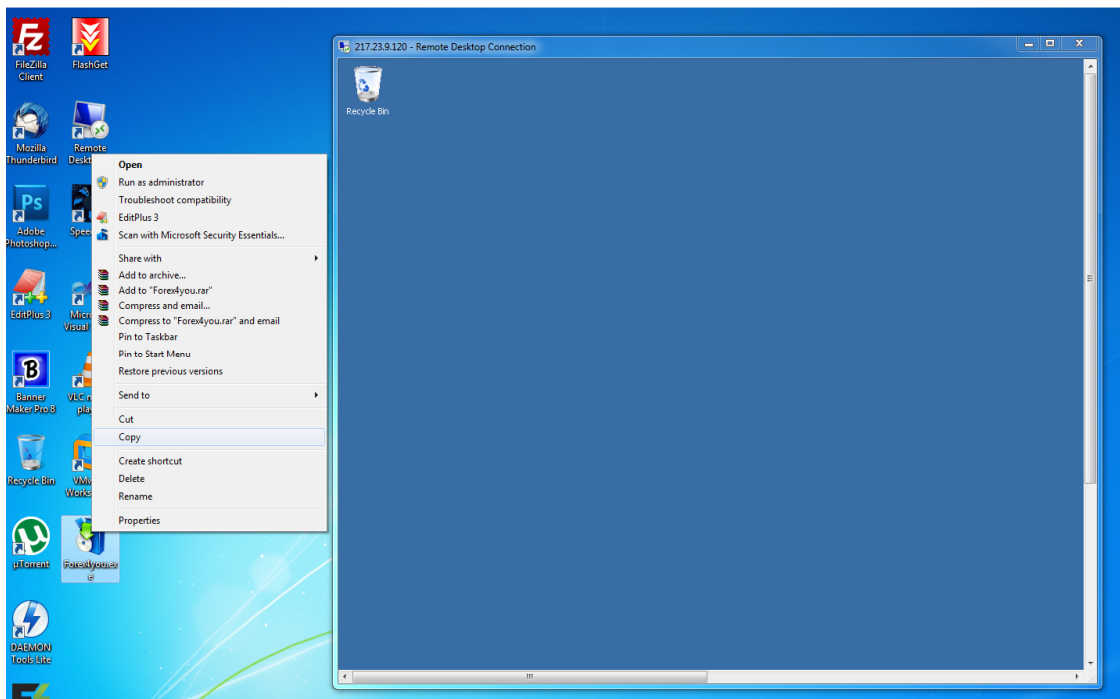 FileZilla
Client
FlashGet
Mozilla
Thunderbird
Remote
Deskt
Ps
Adobe
Photoshop...
Spee
EditPlus 3
Micro
Visual
B
Banner
Maker Pro 8
VLC m
pla
Recycle Bin
VMw
Works
µTorrent
Forex4you.ex
e
DAEMON
Tools Lite
Open
Run as administrator
Troubleshoot compatibility
EditPlus 3
Scan with Microsoft Security Essentials...
Share with
Add to archive...
Add to "Forex4you.rar"
Compress and email...
Compress to "Forex4you.rar" and email
Pin to Taskbar
Pin to Start Menu
Restore previous versions
Send to
Cut
Copy
Create shortcut
Delete
Rename
Properties
217.23.9.120 - Remote Desktop Connection
Recycle Bin